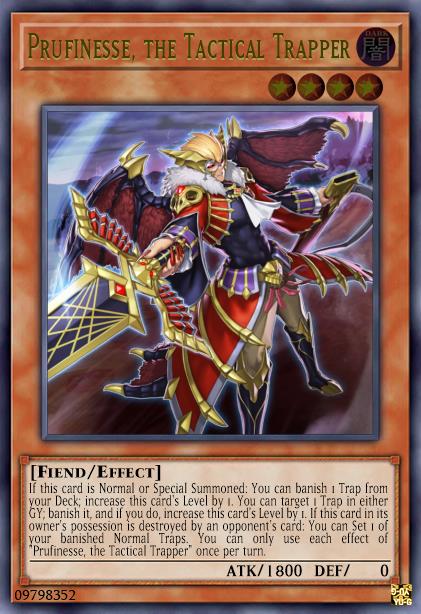 PRUFINESSE, THE TACTICAL TRAPPER
DARK
闇
[FIEND/EFFECT]
If this card is Normal or Special Summoned: You can banish 1 Trap from
your Deck; increase this card's Level by 1. You can target 1 Trap in either
GY; banish it, and if you do, increase this card's Level by 1. If this card in its
owner's possession is destroyed by an opponent's card: You can Set 1 of
your banished Normal Traps. You can only use each effect of
"Prufinesse, the Tactical Trapper" once per turn.
ATK/1800 DEF/ 0
09798352